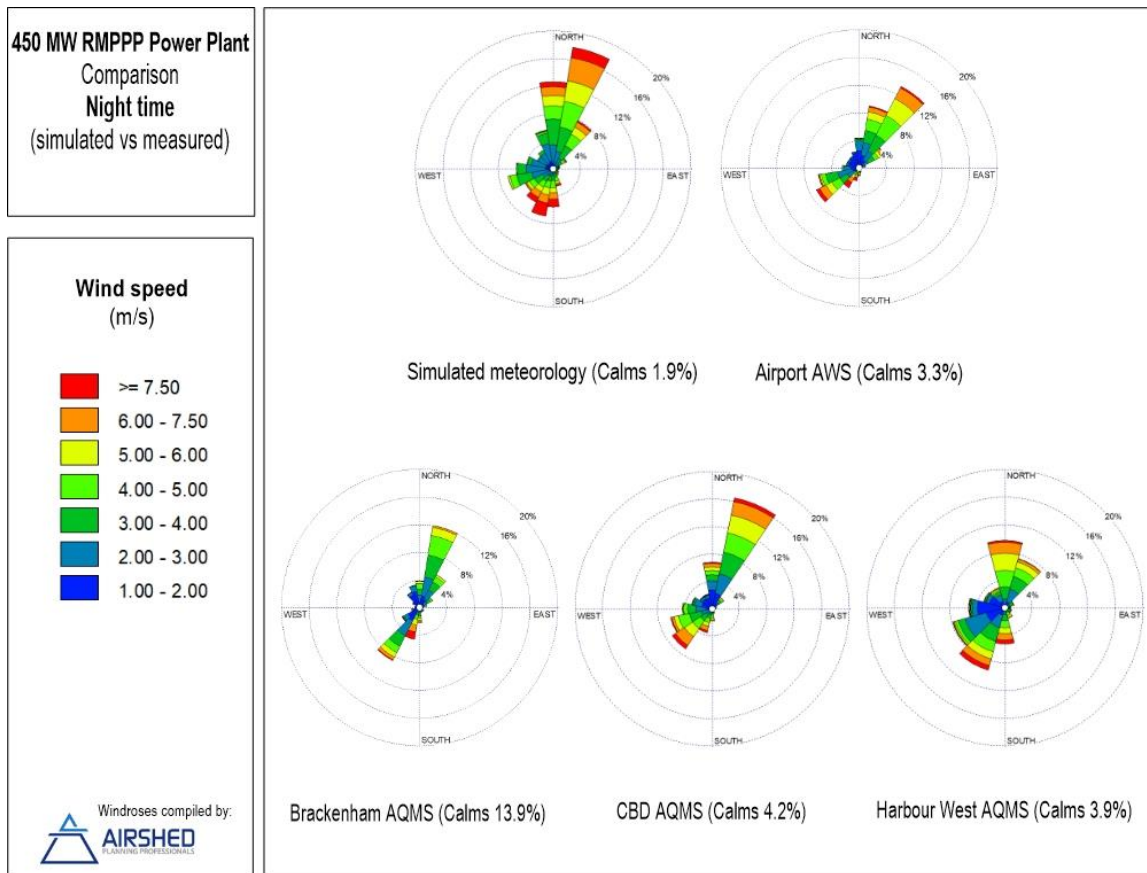 450 MW RMPPP Power Plant
Comparison
Night time
(simulated vs measured)
Wind speed
(m/s)
>= 7.50
6.00 - 7.50
5.00 - 6.00
4.00 - 5.00
3.00 - 4.00
2.00 - 3.00
1.00 - 2.00
Windroses compiled by:
AIRSHED
PLANNING PROFESSIONALS
NORTH
20%
16%
12%
8%
4%
WEST
EAST
SOUTH
Simulated meteorology (Calms 1.9%)
NORTH
20%
16%
12%
8%
4%
WEST
EAST
SOUTH
Airport AWS (Calms 3.3%)
NORTH
20%
16%
12%
8%
4%
WEST
EAST
SOUTH
Brackenham AQMS (Calms 13.9%)
NORTH
20%
16%
12%
8%
4%
WEST
EAST
SOUTH
CBD AQMS (Calms 4.2%)
NORTH
20%
16%
12%
8%
4%
WEST
EAST
SOUTH
Harbour West AQMS (Calms 3.9%)